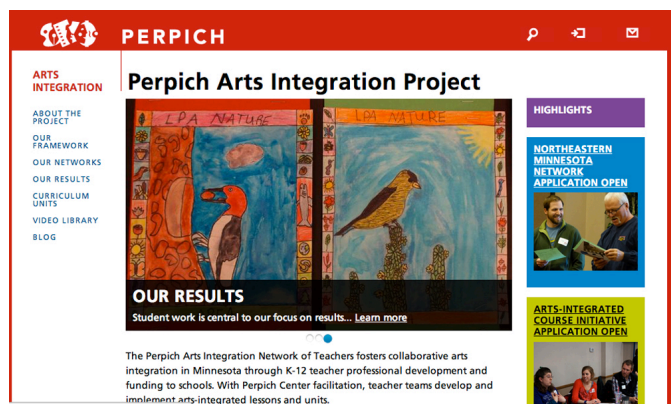 PERPICH
ARTS
INTEGRATION
ABOUT THE
PROJECT
OUR
FRAMEWORK
OUR NETWORKS
OUR RESULTS
CURRICULUM
UNITS
VIDEO LIBRARY
BLOG
Perpich Arts Integration Project
LPA NATURE
LPA NATURE
OUR RESULTS
Student work is central to our focus on results... Learn more
The Perpich Arts Integration Network of Teachers fosters collaborative arts
integration in Minnesota through K-12 teacher professional development and
funding to schools. With Perpich Center facilitation, teacher teams develop and
implement arts-integrated lessons and units.
HIGHLIGHTS
NORTHEASTERN
MINNESOTA
NETWORK
APPLICATION OPEN
ARTS-INTEGRATED
COURSE INITIATIVE
APPLICATION OPEN